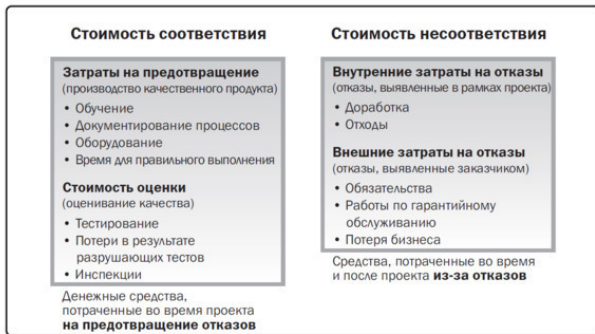 Стоимость соответствия
Затраты на предотвращение
(производство качественного продукта)
• Обучение
• Документирование процессов
• Оборудование
• Время для правильного выполнения
Стоимость оценки
(оценивание качества)
• Тестирование
• Потери в результате
разрушающих тестов
• Инспекции
Денежные средства,
потраченные во время проекта
на предотвращение отказов
Стоимость несоответствия
Внутренние затраты на отказы
(отказы, выявленные в рамках проекта)
• Доработка
• Отходы
Внешние затраты на отказы
(отказы, выявленные заказчиком)
• Обязательства
• Работы по гарантийному
обслуживанию
• Потеря бизнеса
Средства, потраченные во время
и после проекта из-за отказов